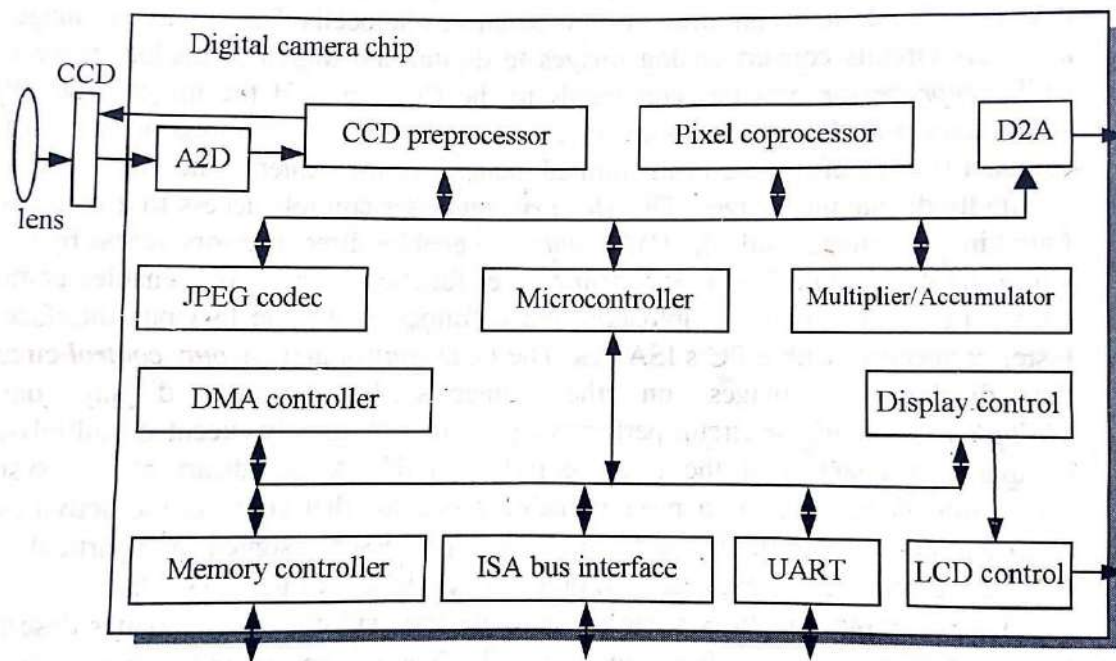 Digital camera chip
CCD
CCD preprocessor
Pixel coprocessor
D2A
A2D
lens
JPEG codec
Microcontroller
Multiplier/Accumulator
DMA controller
Display control
Memory controller
ISA bus interface
UART
LCD control